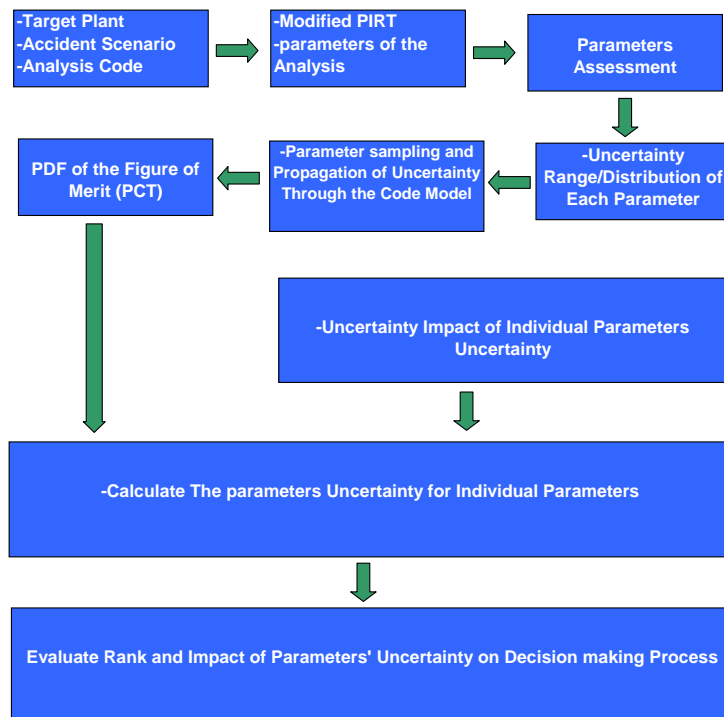 -Target Plant
-Accident Scenario
-Analysis Code
-Modified PIRT
-parameters of the
Analysis
Parameters
Assessment
-Uncertainty
Range/Distribution of
Each Parameter
-Parameter sampling and
Propagation of Uncertainty
Through the Code Model
PDF of the Figure of
Merit (PCT)
-Uncertainty Impact of Individual Parameters
Uncertainty
-Calculate The parameters Uncertainty for Individual Parameters
Evaluate Rank and Impact of Parameters' Uncertainty on Decision making Process